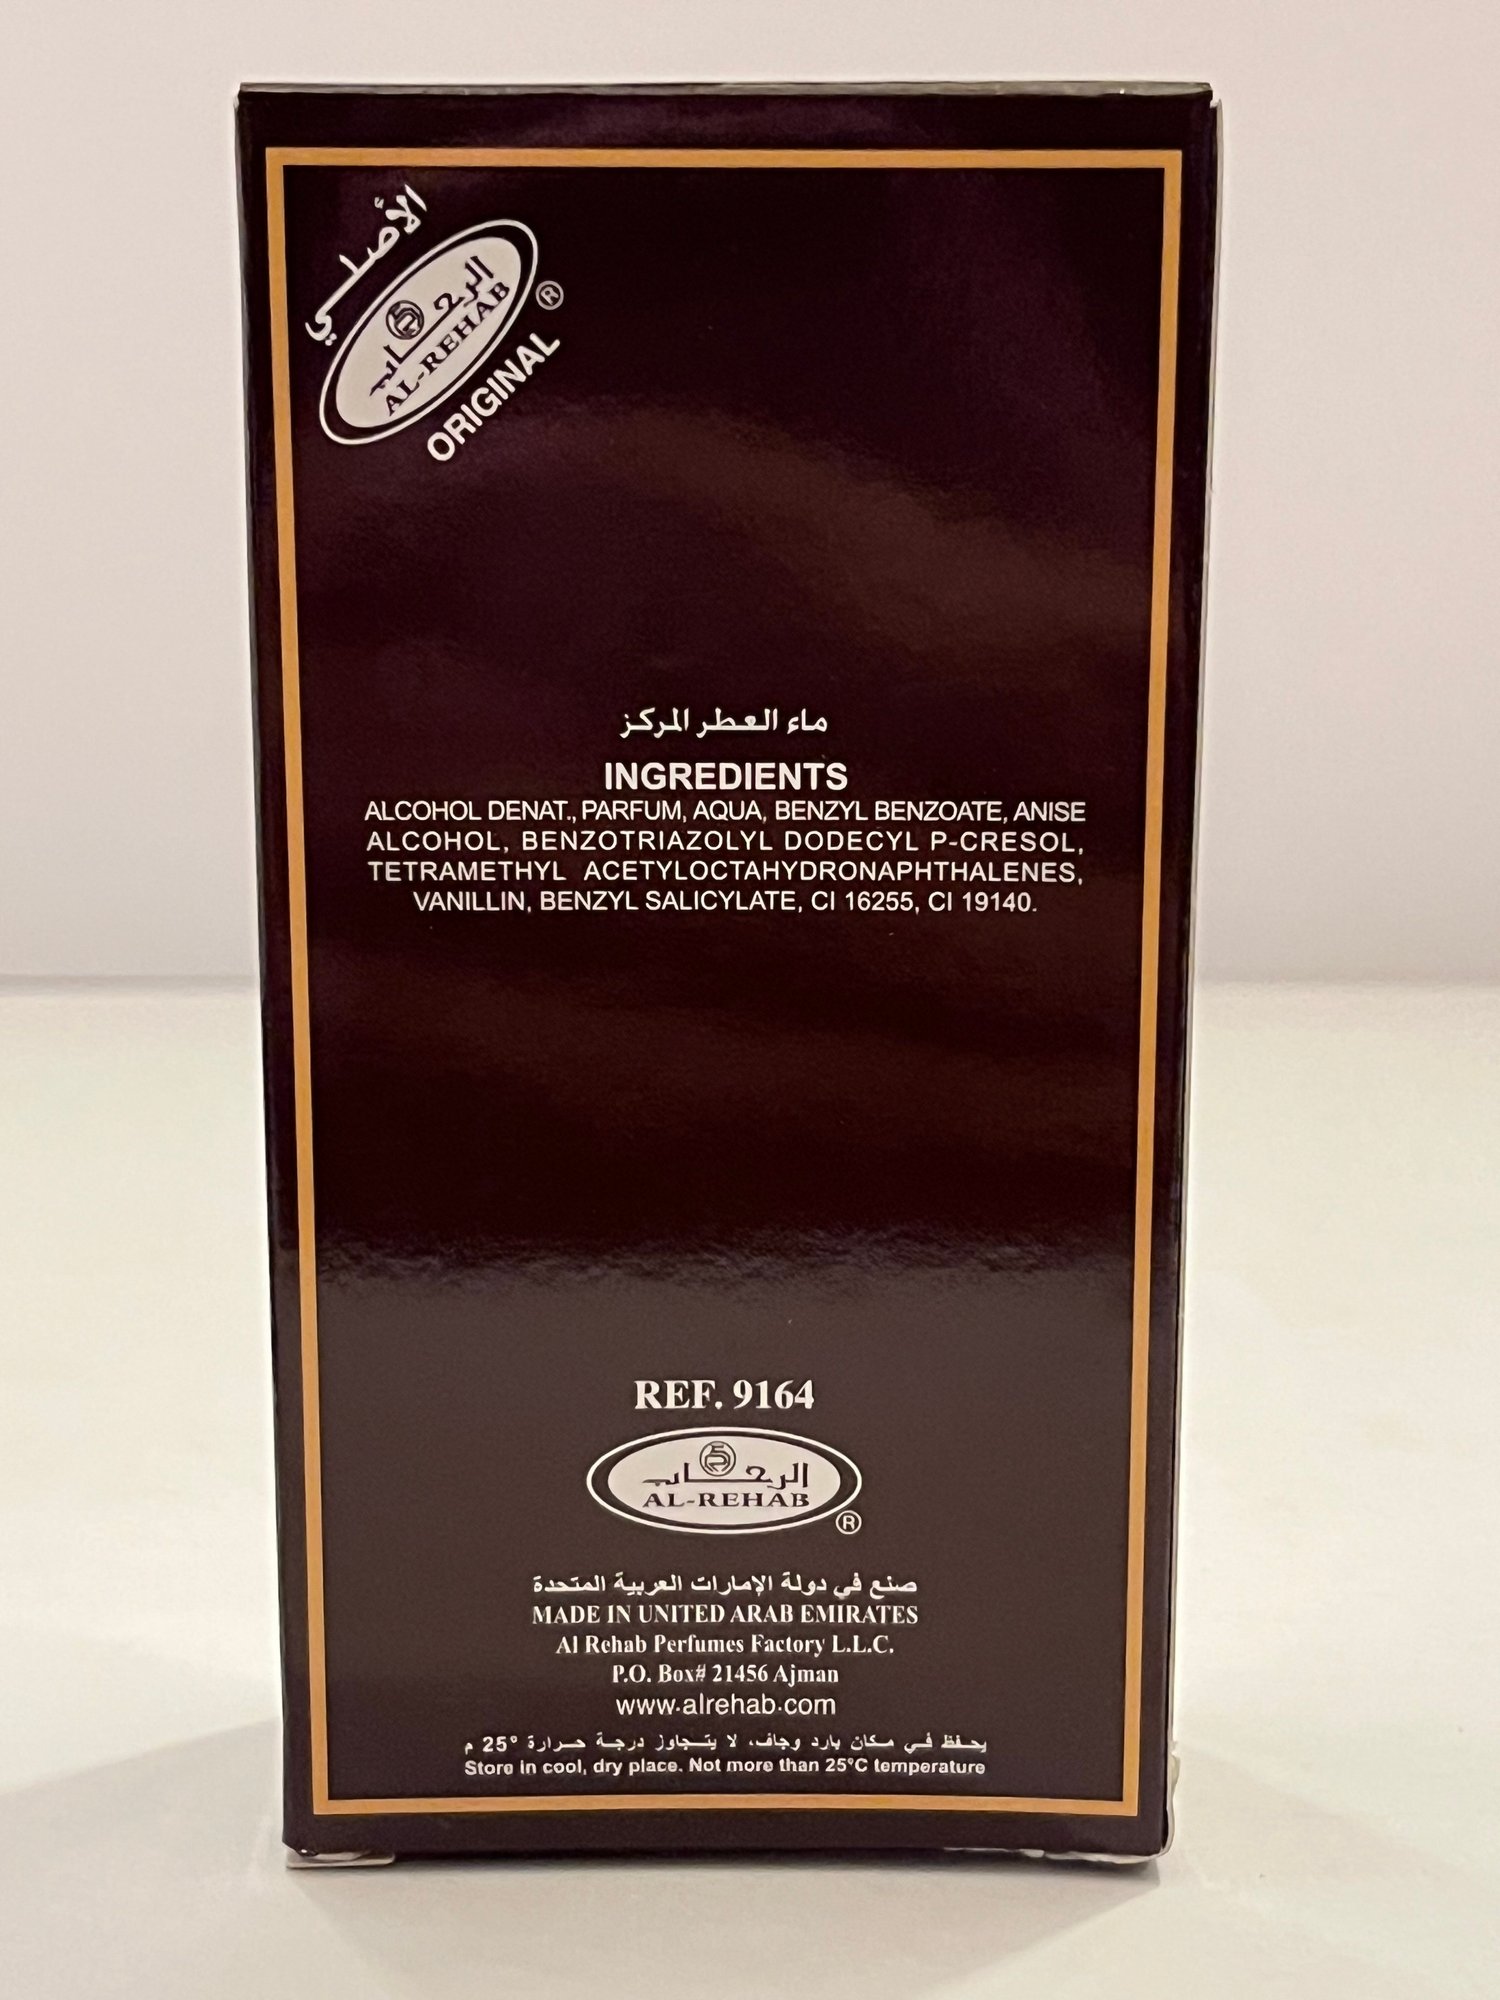 الأصلي
الرحاب
AL-REHAB
®
ORIGINAL
ماء العطر المركز
INGREDIENTS
ALCOHOL DENAT., PARFUM, AQUA, BENZYL BENZOATE, ANISE
ALCOHOL, BENZOTRIAZOLYL DODECYL P-CRESOL,
TETRAMETHYL ACETYLOCTAHYDRONAPHTHALENES,
VANILLIN, BENZYL SALICYLATE, CI 16255, CI 19140.
REF. 9164
الرحاب
AL-REHAB
®
صنع في دولة الإمارات العربية المتحدة
MADE IN UNITED ARAB EMIRATES
Al Rehab Perfumes Factory L.L.C.
P.O. Box# 21456 Ajman
www.alrehab.com
يحفظ في مكان بارد وجاف، لا يتجاوز درجة حرارة °25 م
Store in cool, dry place. Not more than 25°C temperature